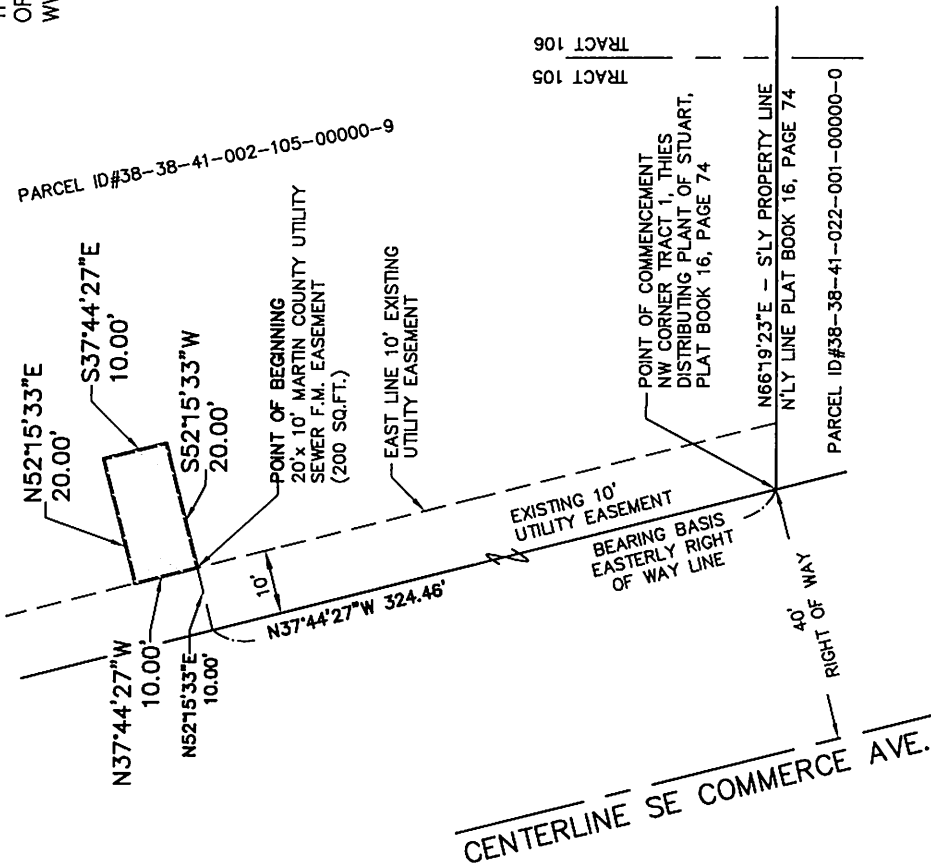 OF
WV
TRACT 106
TRACT 105
PARCEL ID#38-38-41-002-105-00000-9
N52°15'33"E
20.00'
S37°44'27"E
10.00'
S52°15'33"W
20.00'
POINT OF BEGINNING
20'x 10' MARTIN COUNTY UTILITY
SEWER F.M. EASEMENT
(200 SQ.FT.)
EAST LINE 10' EXISTING
UTILITY EASEMENT
N37°44'27"W
10.00'
N52°15'33"E
10.00'
10'
N37°44'27"W 324.46'
EXISTING 10'
UTILITY EASEMENT
BEARING BASIS
EASTERLY RIGHT
OF WAY LINE
POINT OF COMMENCEMENT
NW CORNER TRACT 1, THIES
DISTRIBUTING PLANT OF STUART,
PLAT BOOK 16, PAGE 74
N66°19'23"E – S'LY PROPERTY LINE
N'LY LINE PLAT BOOK 16, PAGE 74
PARCEL ID#38-38-41-022-001-00000-0
40'
RIGHT OF WAY
CENTERLINE SE COMMERCE AVE.